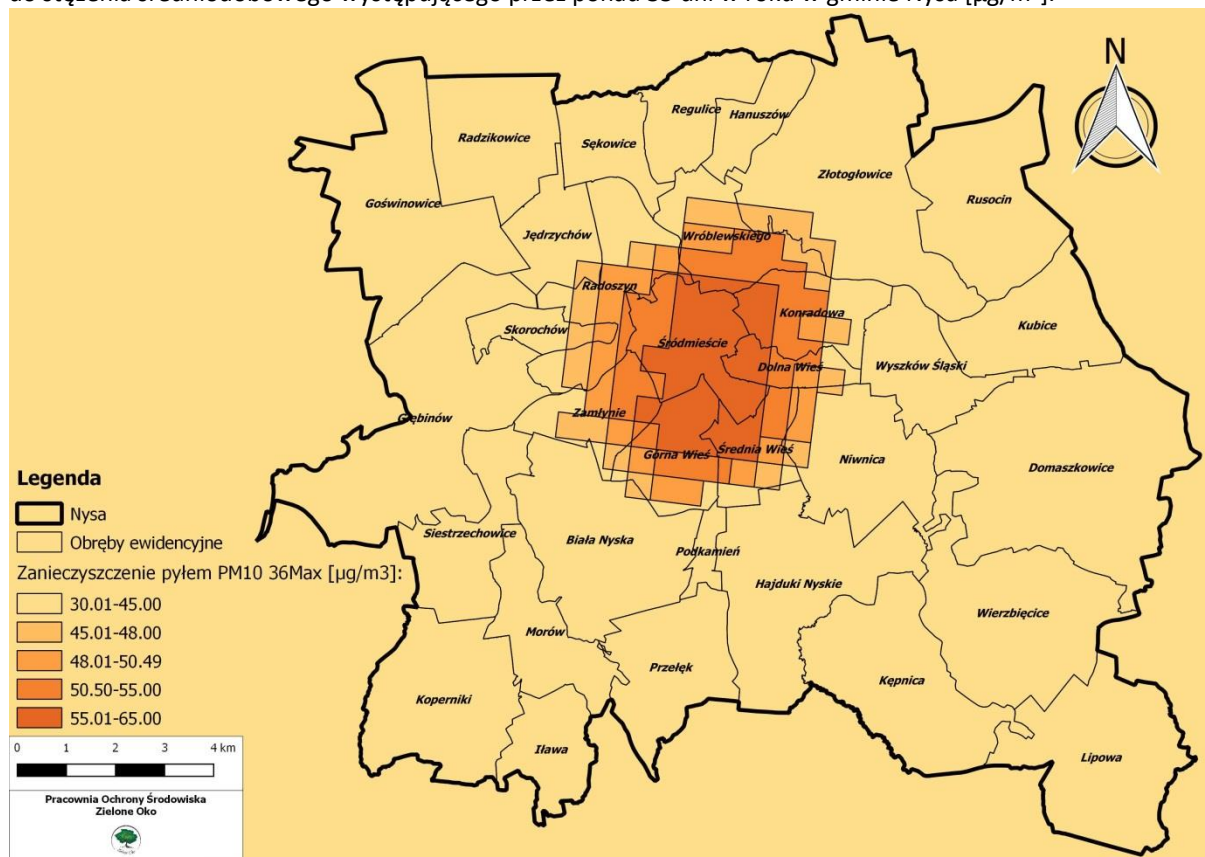 N
Regulice
Hanuszów
Radzikowice
Sękowice
Złotogłowice
Rusocin
Goświnowice
Jędrzychów
Wróblewskiego
Radoszyn
Konradowa
Kubice
Skorochów
Śródmieście
Dolna Wieś
Wyszków Śląski
Zamłynie
Głębinów
Górna Wieś
Średnia Wieś
Niwnica
Domaszkowice
Legenda
Nysa
Obręby ewidencyjne
Zanieczyszczenie pyłem PM10 36Max [µg/m3]:
30.01-45.00
45.01-48.00
48.01-50.49
50.50-55.00
55.01-65.00
Siestrzechowice
Biała Nyska
Podkamień
Hajduki Nyskie
Wierzbięcice
Morów
Przełęk
Kępnica
Koperniki
Iława
Lipowa
0 1 2 3 4 km
Pracownia Ochrony Środowiska
Zielone Oko